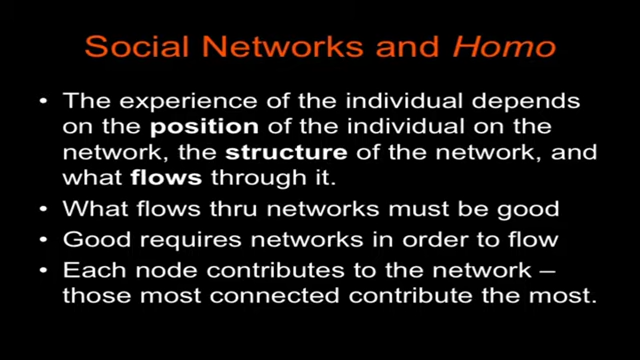 Social Networks and Homo
• The experience of the individual depends
on the position of the individual on the
network, the structure of the network, and
what flows through it.
• What flows thru networks must be good
• Good requires networks in order to flow
• Each node contributes to the network –
those most connected contribute the most.